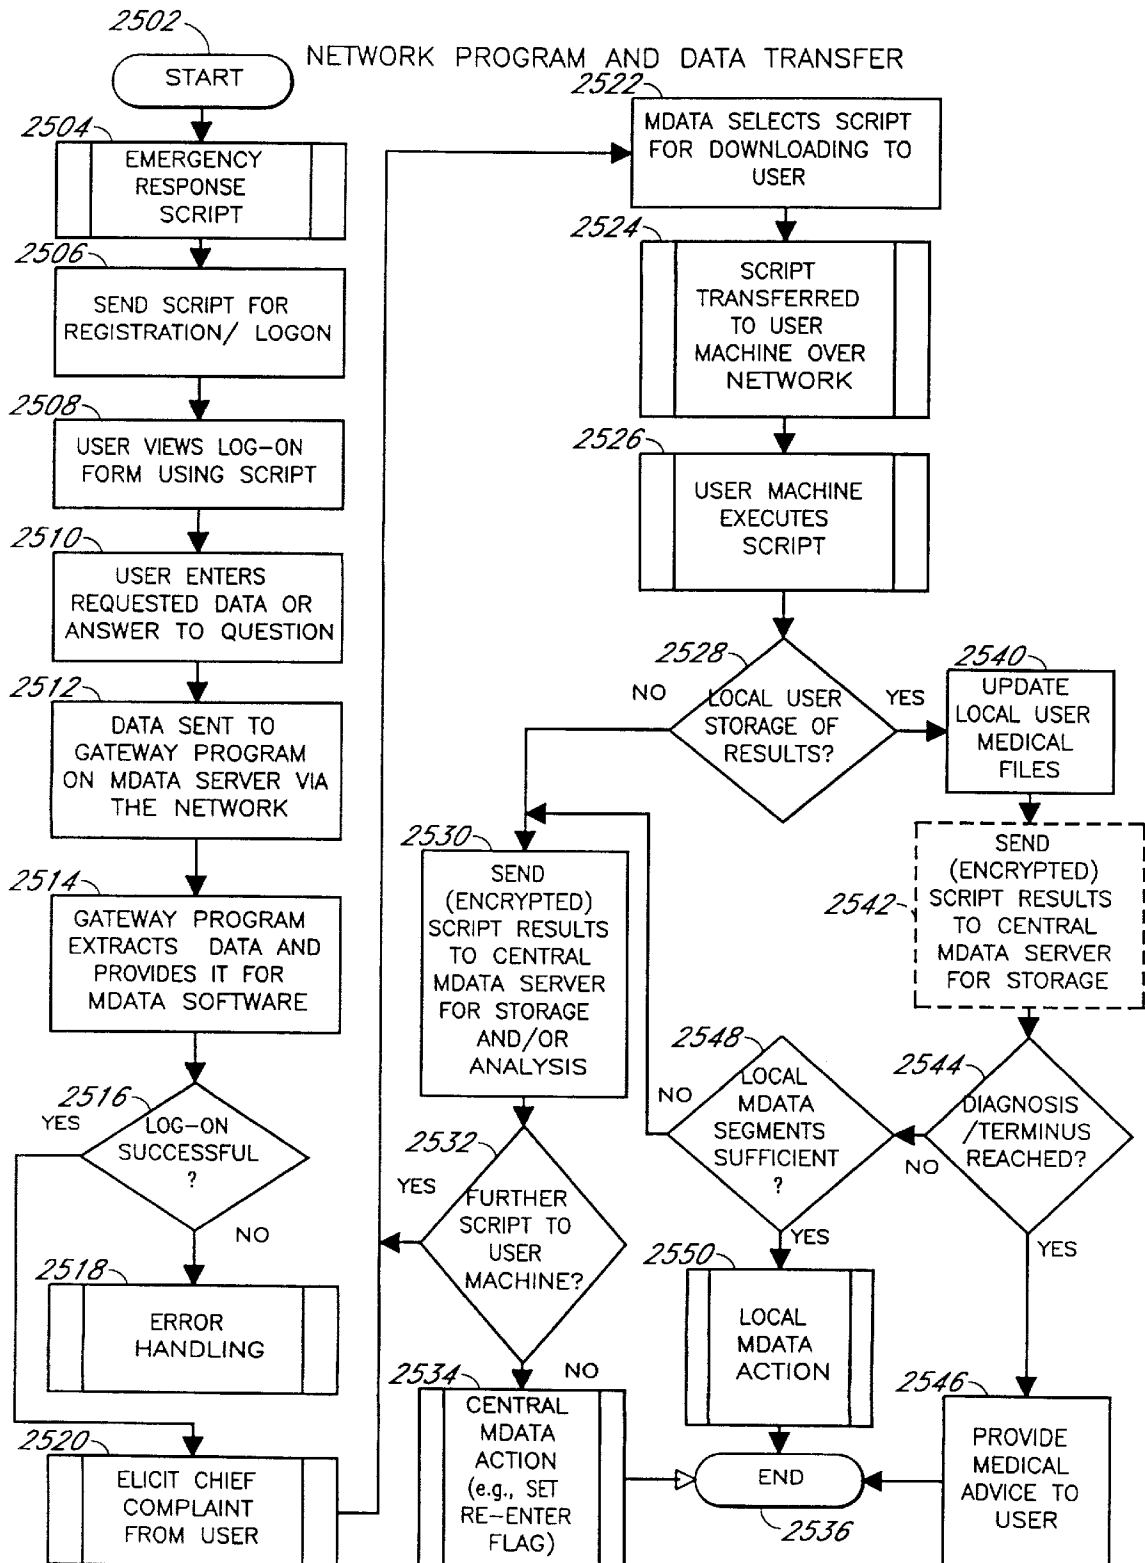 2502
START
NETWORK PROGRAM AND DATA TRANSFER
2504
EMERGENCY
RESPONSE
SCRIPT
2506
SEND SCRIPT FOR
REGISTRATION/ LOGON
2508
USER VIEWS LOG-ON
FORM USING SCRIPT
2510
USER ENTERS
REQUESTED DATA OR
ANSWER TO QUESTION
2512
DATA SENT TO
GATEWAY PROGRAM
ON MDATA SERVER VIA
THE NETWORK
2514
GATEWAY PROGRAM
EXTRACTS DATA AND
PROVIDES IT FOR
MDATA SOFTWARE
2516
YES
LOG-ON
SUCCESSFUL
?
NO
2518
ERROR
HANDLING
2520
ELICIT CHIEF
COMPLAINT
FROM USER
2522
MDATA SELECTS SCRIPT
FOR DOWNLOADING TO
USER
2524
SCRIPT
TRANSFERRED
TO USER
MACHINE OVER
NETWORK
2526
USER MACHINE
EXECUTES
SCRIPT
2528
NO
LOCAL USER
STORAGE OF
RESULTS?
YES
2530
SEND
(ENCRYPTED)
SCRIPT RESULTS
TO CENTRAL
MDATA SERVER
FOR STORAGE
AND/OR
ANALYSIS
2532
YES
FURTHER
SCRIPT TO
USER
MACHINE?
NO
2534
CENTRAL
MDATA
ACTION
(e.g., SET
RE-ENTER
FLAG)
2540
UPDATE
LOCAL USER
MEDICAL
FILES
2542
SEND
(ENCRYPTED)
SCRIPT RESULTS
TO CENTRAL
MDATA SERVER
FOR STORAGE
2544
DIAGNOSIS
/TERMINUS
REACHED?
NO
YES
2548
NO
LOCAL
MDATA
SEGMENTS
SUFFICIENT
?
YES
2550
LOCAL
MDATA
ACTION
2546
PROVIDE
MEDICAL
ADVICE TO
USER
END
2536